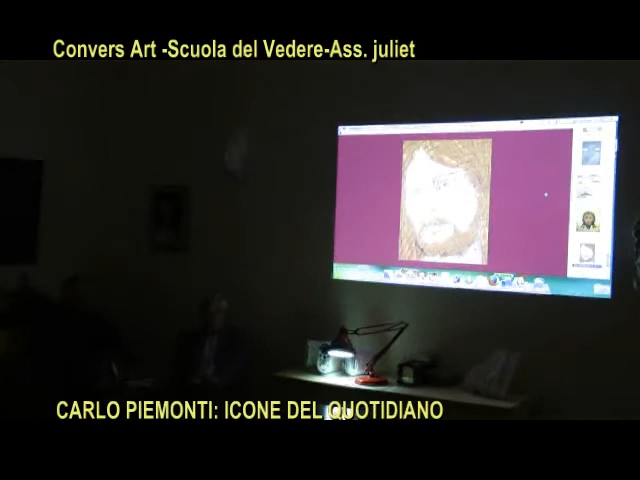 Convers Art -Scuola del Vedere-Ass. juliet
CARLO PIEMONTI: ICONE DEL QUOTIDIANO